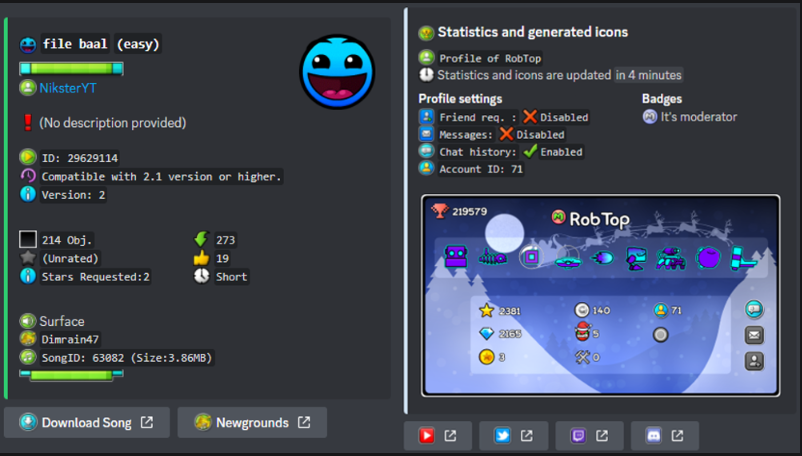 file baal (easy)
NiksterYT
(No description provided)
ID: 29629114
Compatible with 2.1 version or higher.
Version: 2
214 Obj.
273
(Unrated)
19
Stars Requested:2
Short
Surface
Dimrain47
SongID: 63082 (Size:3.86MB)
Download Song
Newgrounds
Statistics and generated icons
Profile of RobTop
Statistics and icons are updated in 4 minutes
Profile settings
Friend req. : Disabled
Messages: Disabled
Chat history: Enabled
Account ID: 71
Badges
It's moderator
219579
RobTop
2381
140
71
2165
5
3
0